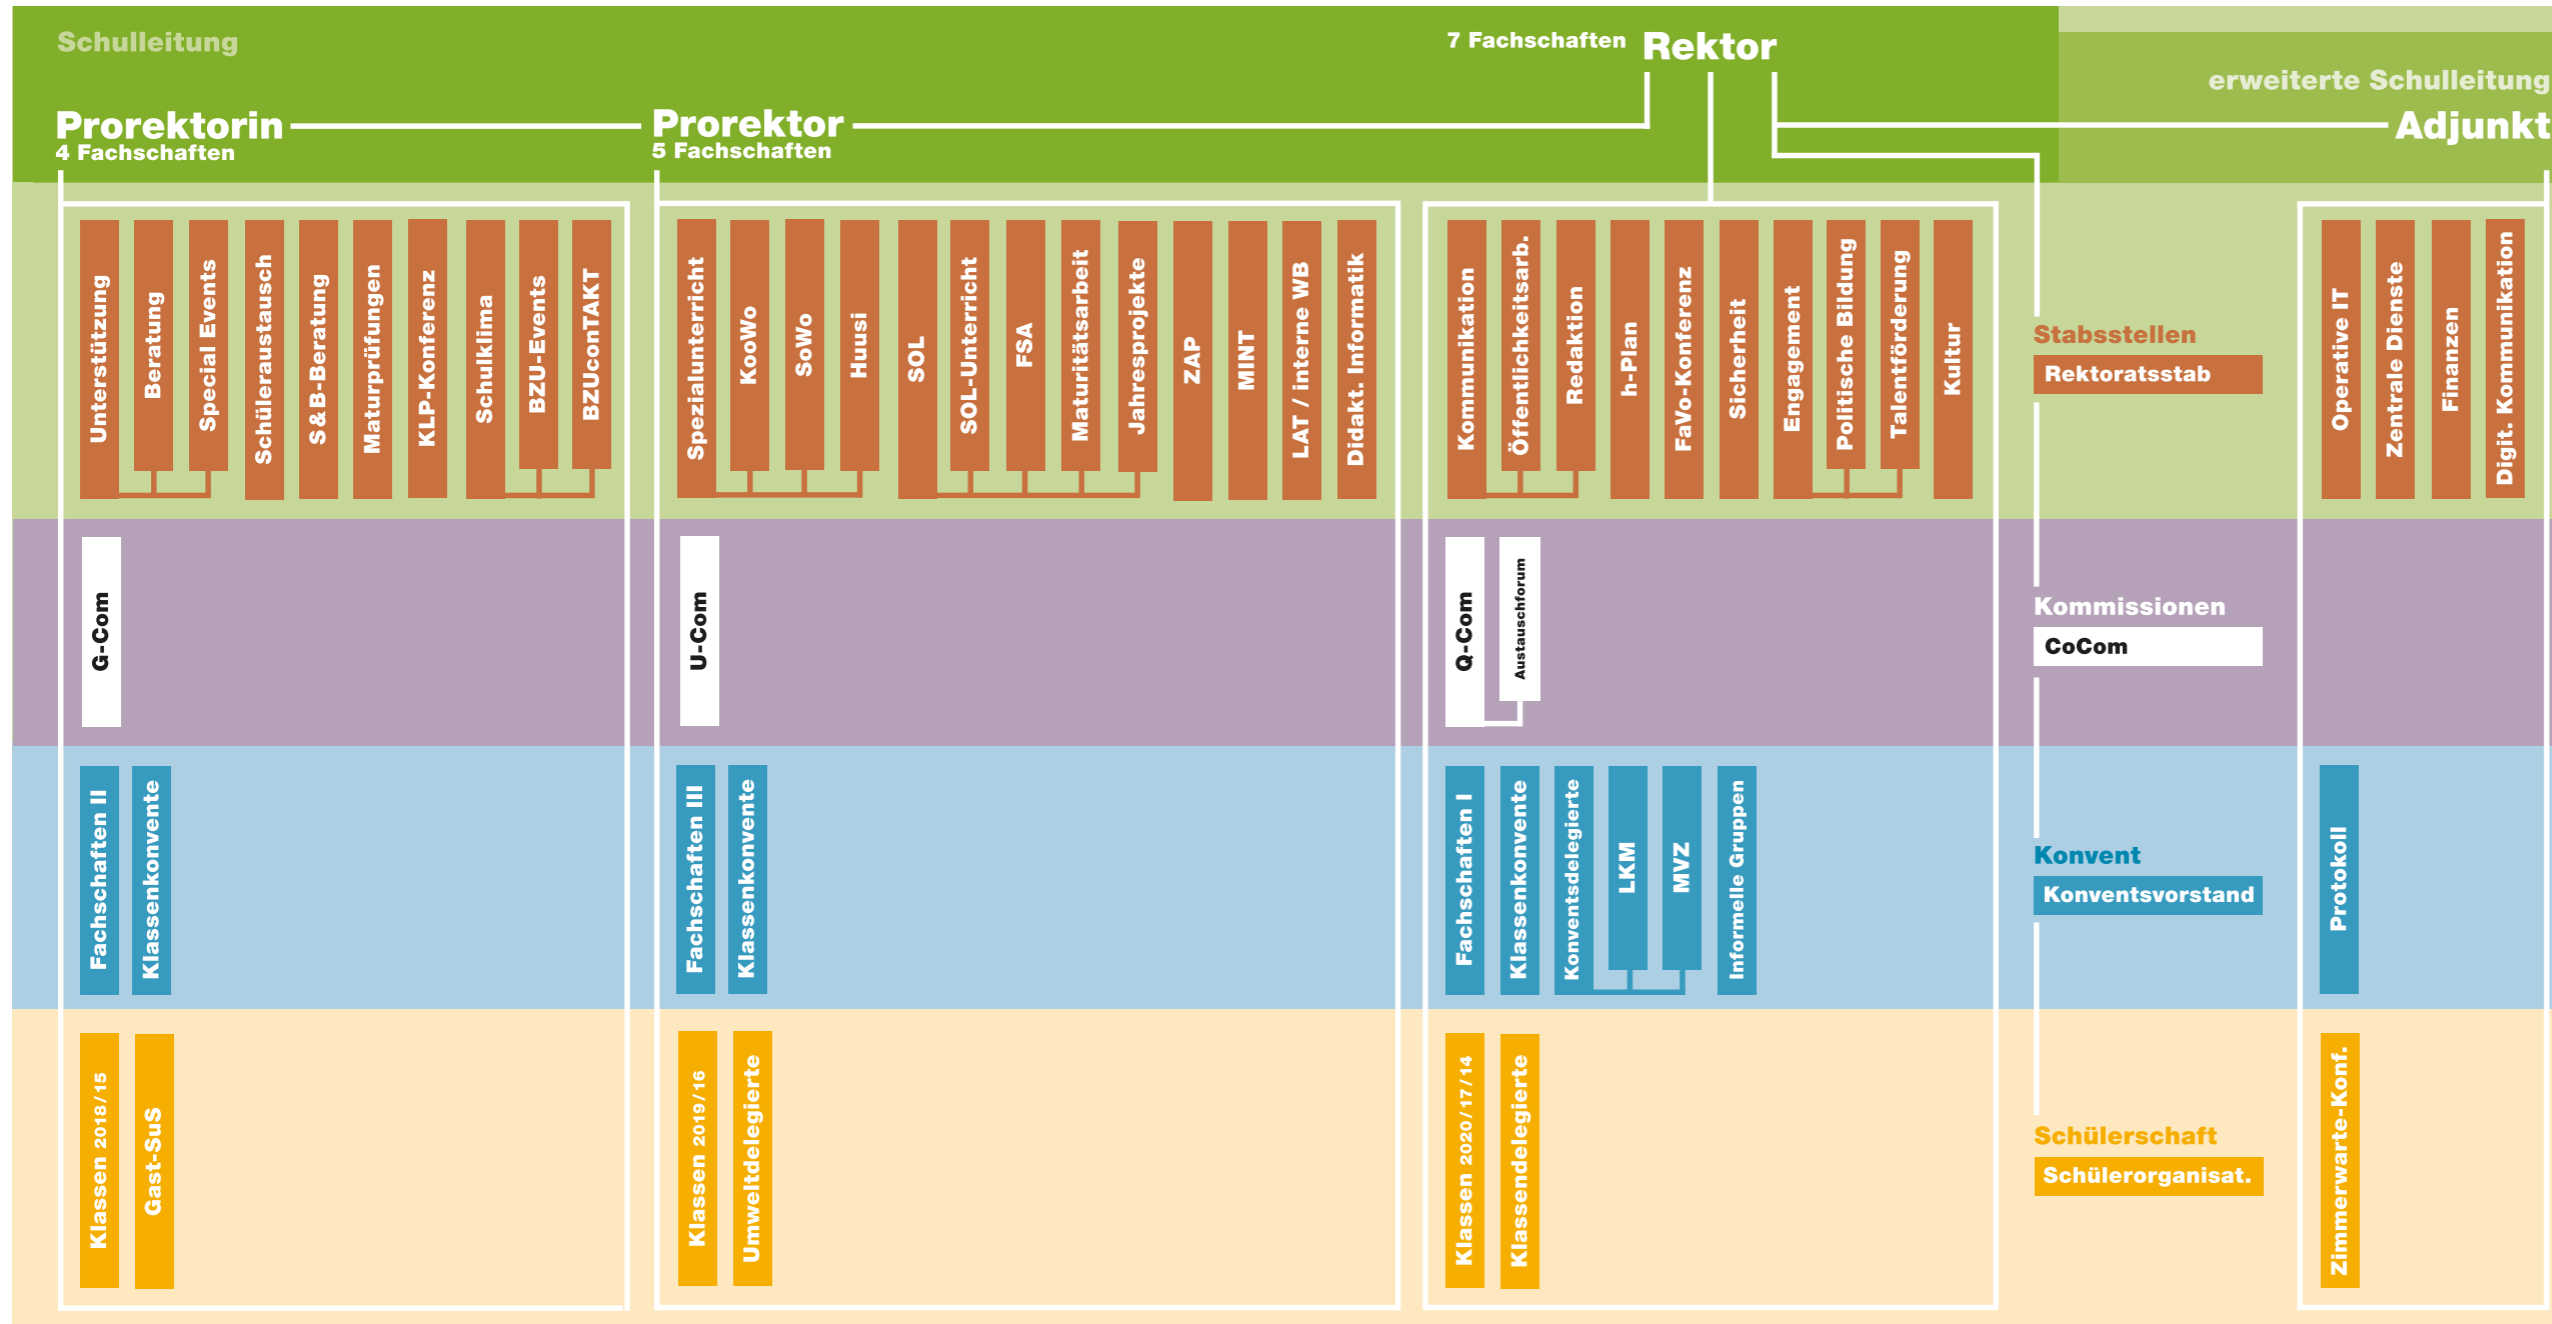 Schulleitung
7 Fachschaften
Rektor
erweiterte Schulleitung
Prorektorin
4 Fachschaften
Prorektor
5 Fachschaften
Adjunkt
Unterstützung
Beratung
Special Events
Schüleraustausch
S&B-Beratung
Maturprüfungen
KLP-Konferenz
Schulklima
BZU-Events
BZUconTAKT
Spezialunterricht
KooWo
SoWo
Huusi
SOL
SOL-Unterricht
FSA
Maturitätsarbeit
Jahresprojekte
ZAP
MINT
LAT / interne WB
Didakt. Informatik
Kommunikation
Öffentlichkeitsarb.
Redaktion
h-Plan
FaVo-Konferenz
Sicherheit
Engagement
Politische Bildung
Talentförderung
Kultur
Stabsstellen
Rektoratsstab
Operative IT
Zentrale Dienste
Finanzen
Digit. Kommunikation
G-Com
U-Com
Q-Com
Austauschforum
Kommissionen
CoCom
Fachschaften II
Klassenkonvente
Fachschaften III
Klassenkonvente
Fachschaften I
Klassenkonvente
Konventsdelegierte
LKM
MVZ
Informelle Gruppen
Konvent
Konventsvorstand
Protokoll
Klassen 2018/15
Gast-SuS
Klassen 2019/16
Umweltdelegierte
Klassen 2020/17/14
Klassendelegierte
Schülerschaft
Schülerorganisat.
Zimmerwarte-Konf.